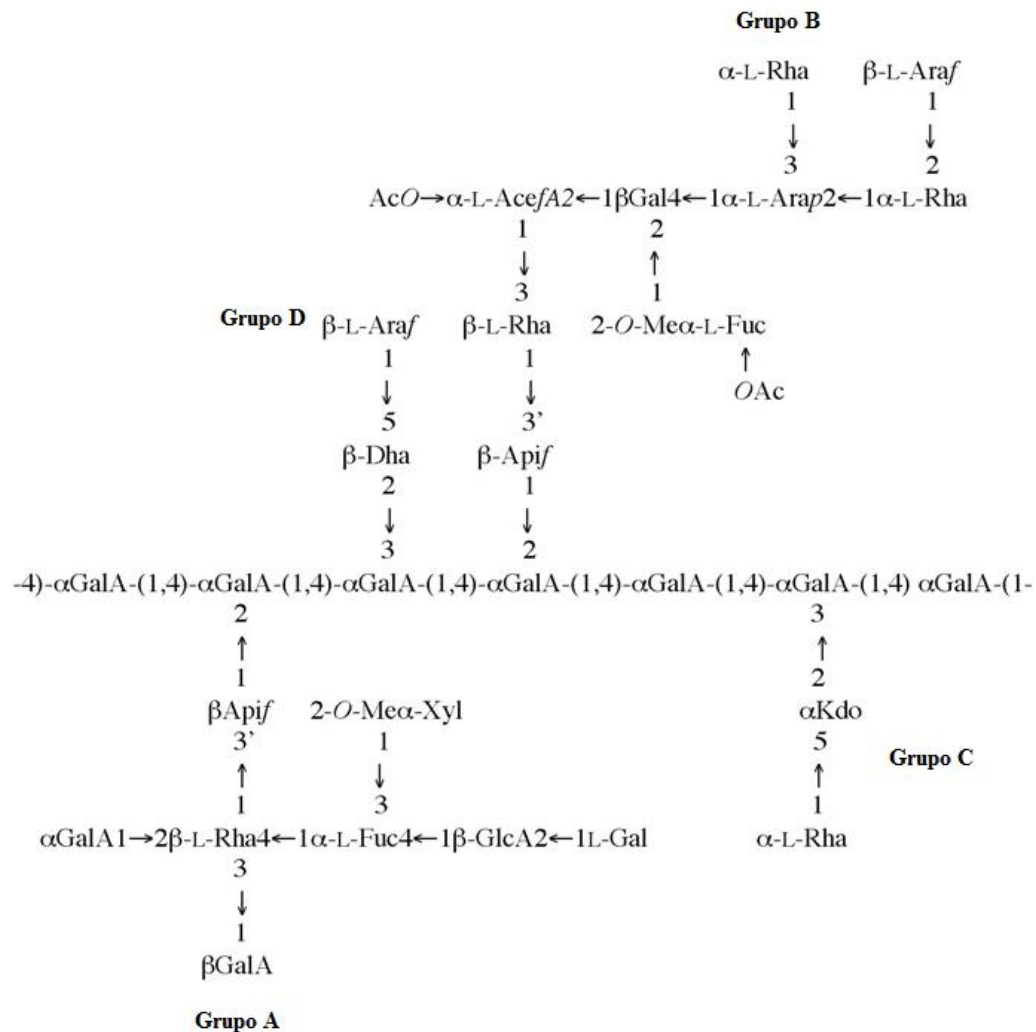 Grupo B
α-L-Rha β-L-Araf
1 1
↓ ↓
3 2
AcO→α-L-AcefA2←1βGal4←1α-L-Arap2←1α-L-Rha
1 2
↓ ↑
3 1
Grupo D β-L-Araf β-L-Rha 2-O-Meα-L-Fuc
1 1 ↑
↓ ↓ OAc
5 3’
β-Dha β-Apif
2 1
↓ ↓
3 2
-4)-αGalA-(1,4)-αGalA-(1,4)-αGalA-(1,4)-αGalA-(1,4)-αGalA-(1,4)-αGalA-(1,4) αGalA-(1-
2 3
↑ ↑
1 2
βApif 2-O-Meα-Xyl αKdo
3’ 1 5 Grupo C
↑ ↓ ↑
1 3 1
αGalA1→2β-L-Rha4←1α-L-Fuc4←1β-GlcA2←1L-Gal α-L-Rha
3
↓
1
βGalA
Grupo A